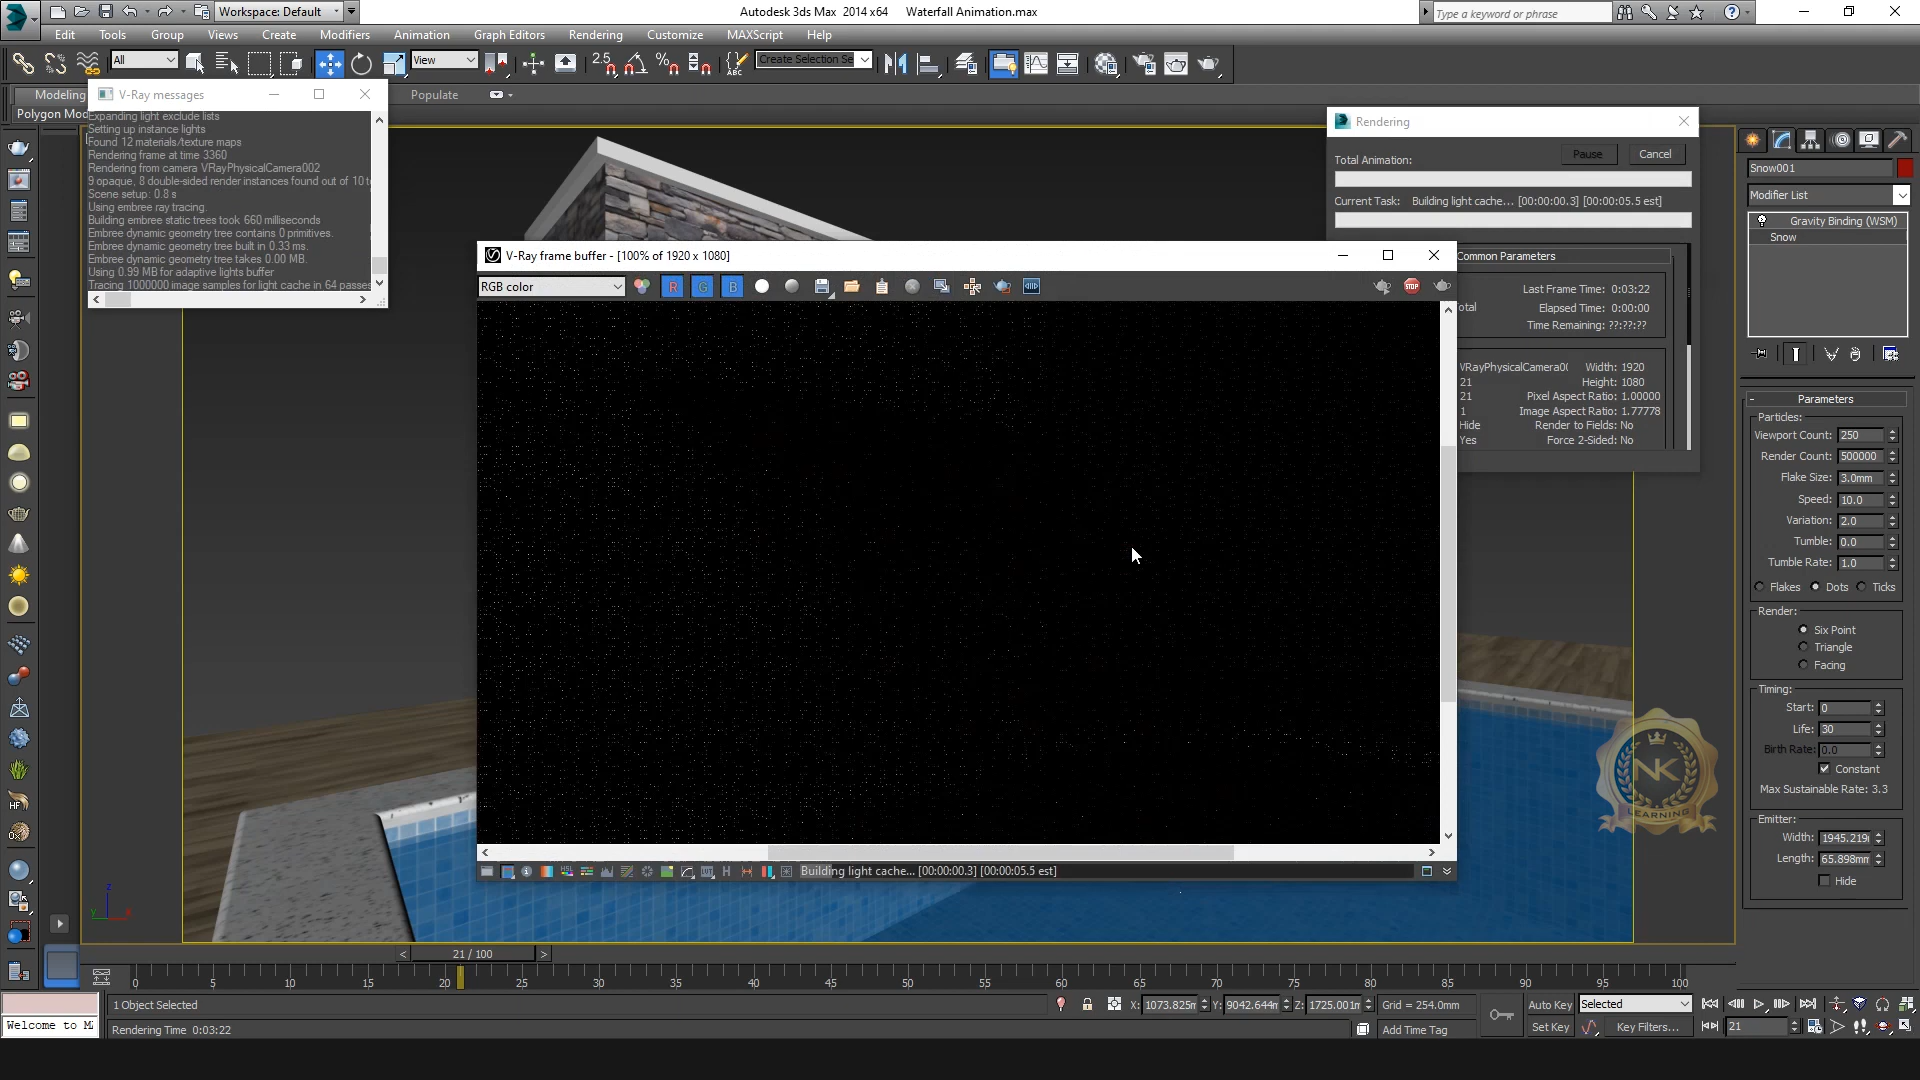 Workspace: Default
Autodesk 3ds Max 2014 x64 Waterfall Animation.max
Type a keyword or phrase
Edit Tools Group Views Create Modifiers Animation Graph Editors Rendering Customize MAXScript Help
All
View
2.5
Create Selection Se
Modeling
Populate
Polygon Mod
V-Ray messages
Expanding light exclude lists
Setting up instance lights
Found 12 materials/texture maps
Rendering frame at time 3360
Rendering from camera VRayPhysicalCamera002
9 opaque, 8 double-sided render instances found out of 10 t
Scene setup: 0.8 s
Using embree ray tracing.
Building embree static trees took 660 milliseconds
Embree dynamic geometry tree contains 0 primitives.
Embree dynamic geometry tree built in 0.33 ms.
Embree dynamic geometry tree takes 0.00 MB.
Using 0.99 MB for adaptive lights buffer
Tracing 1000000 image samples for light cache in 64 passes
Rendering
Total Animation:
Pause
Cancel
Current Task: Building light cache... [00:00:00.3] [00:00:05.5 est]
Common Parameters
Last Frame Time: 0:03:22
otal Elapsed Time: 0:00:00
Time Remaining: ??:??:??
VRayPhysicalCamera0( Width: 1920
21 Height: 1080
21 Pixel Aspect Ratio: 1.00000
1 Image Aspect Ratio: 1.77778
Hide Render to Fields: No
Yes Force 2-Sided: No
V-Ray frame buffer - [100% of 1920 x 1080]
RGB color
R G B
STOP
Building light cache... [00:00:00.3] [00:00:05.5 est]
Snow001
Modifier List
Gravity Binding (WSM)
Snow
Parameters
Particles:
Viewport Count: 250
Render Count: 500000
Flake Size: 3.0mm
Speed: 10.0
Variation: 2.0
Tumble: 0.0
Tumble Rate: 1.0
Flakes Dots Ticks
Render:
Six Point
Triangle
Facing
Timing:
Start: 0
Life: 30
Birth Rate: 0.0
Constant
Max Sustainable Rate: 3.3
Emitter:
Width: 1945.219
Length: 65.898mm
Hide
NK
LEARNING
HF
z
y x
21 / 100
0 5 10 15 20 25 30 35 40 45 50 55 60 65 70 75 80 85 90 95 100
1 Object Selected
X: 1073.825m Y: 9042.644m Z: 1725.001m Grid = 254.0mm
Auto Key Selected
Welcome to M
Rendering Time 0:03:22
Add Time Tag
Set Key Key Filters...
21